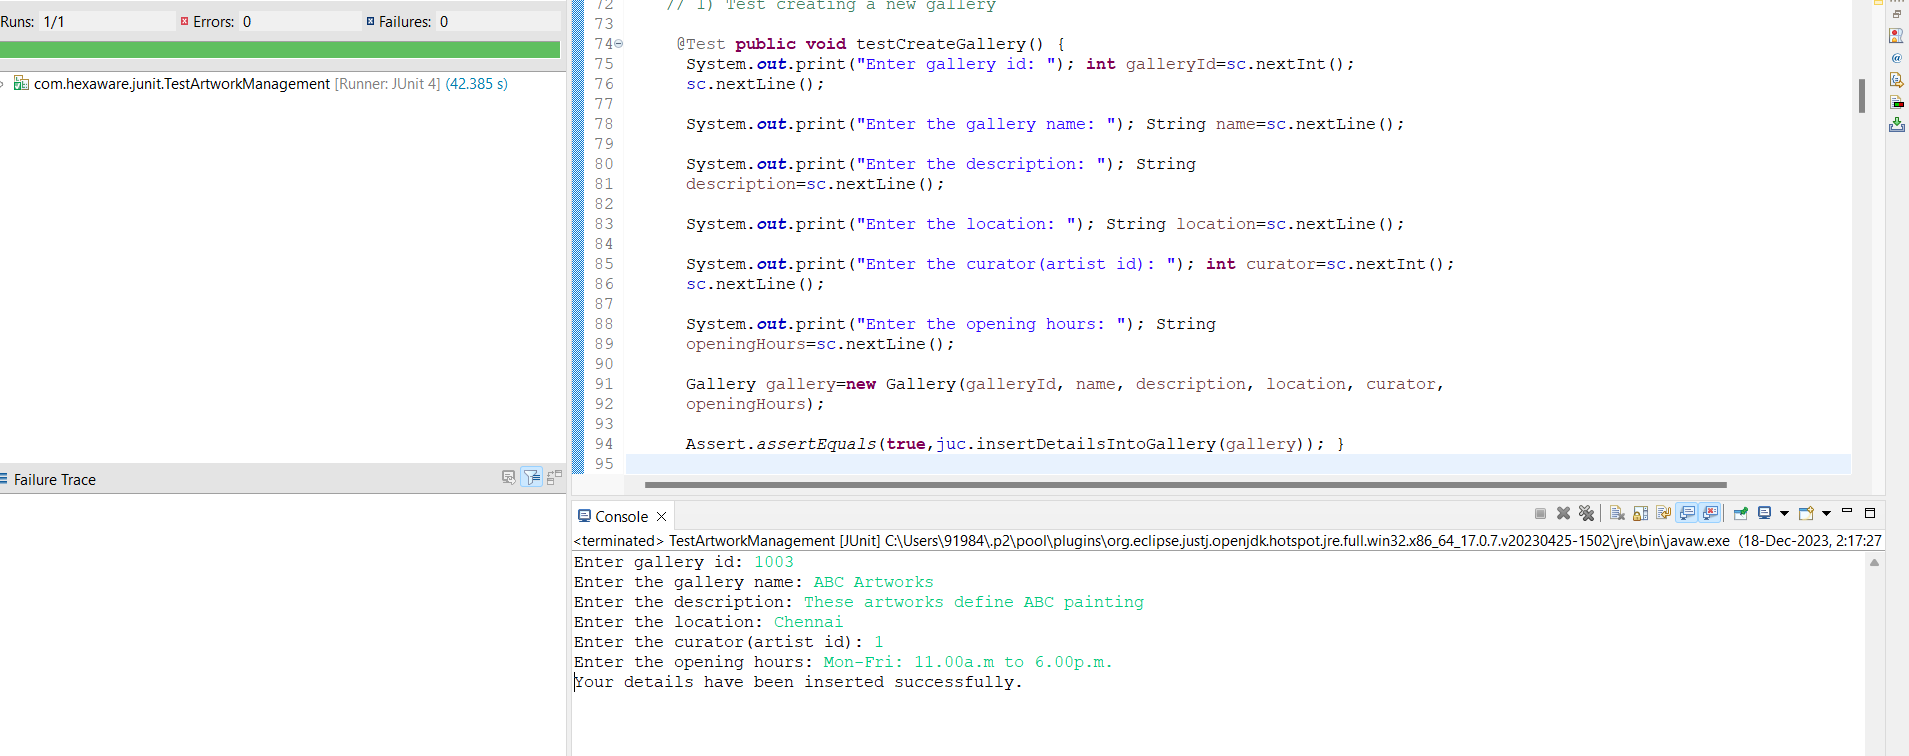 Runs: 1/1 Errors: 0 Failures: 0
com.hexaware.junit.TestArtworkManagement [Runner: JUnit 4] (42.385 s)
Failure Trace
72 // 1) Test creating a new gallery
73
74 @Test public void testCreateGallery() {
75 System.out.print("Enter gallery id: "); int galleryId=sc.nextInt();
76 sc.nextLine();
77
78 System.out.print("Enter the gallery name: "); String name=sc.nextLine();
79
80 System.out.print("Enter the description: "); String
81 description=sc.nextLine();
82
83 System.out.print("Enter the location: "); String location=sc.nextLine();
84
85 System.out.print("Enter the curator(artist id): "); int curator=sc.nextInt();
86 sc.nextLine();
87
88 System.out.print("Enter the opening hours: "); String
89 openingHours=sc.nextLine();
90
91 Gallery gallery=new Gallery(galleryId, name, description, location, curator,
92 openingHours);
93
94 Assert.assertEquals(true,juc.insertDetailsIntoGallery(gallery)); }
95
Console
<terminated> TestArtworkManagement [JUnit] C:\Users\91984\.p2\pool\plugins\org.eclipse.justj.openjdk.hotspot.jre.full.win32.x86_64_17.0.7.v20230425-1502\jre\bin\javaw.exe (18-Dec-2023, 2:17:27
Enter gallery id: 1003
Enter the gallery name: ABC Artworks
Enter the description: These artworks define ABC painting
Enter the location: Chennai
Enter the curator(artist id): 1
Enter the opening hours: Mon-Fri: 11.00a.m to 6.00p.m.
Your details have been inserted successfully.